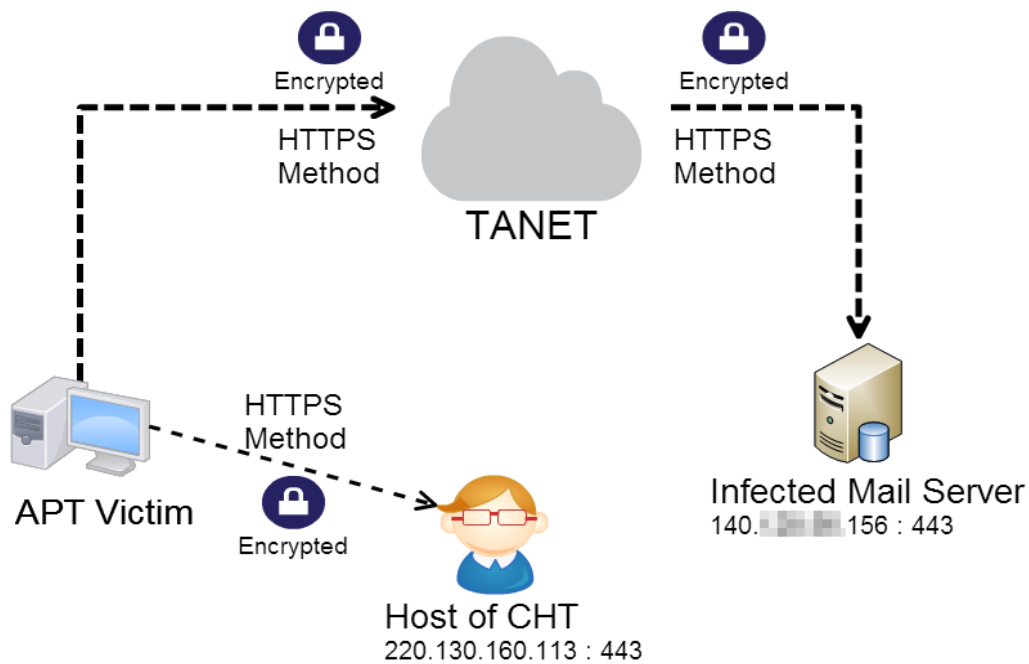 Encrypted
HTTPS
Method
TANET
Encrypted
HTTPS
Method
APT Victim
HTTPS
Method
Encrypted
Host of CHT
220.130.160.113 : 443
Infected Mail Server
140. .156 : 443